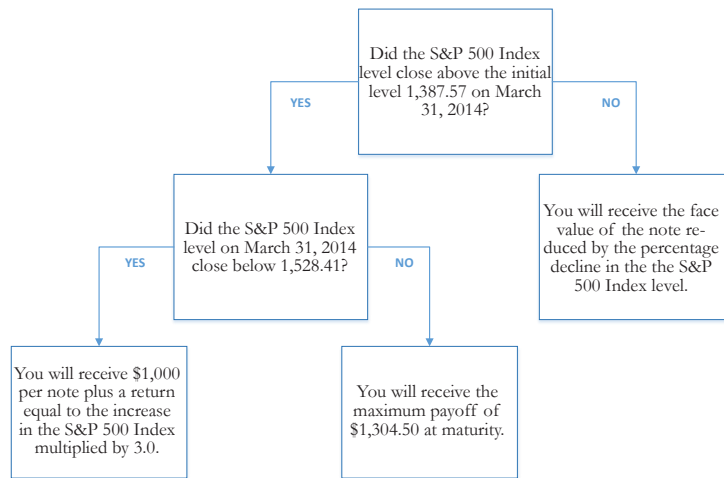 Did the S&P 500 Index
level close above the initial
level 1,387.57 on March
31, 2014?
YES
NO
Did the S&P 500 Index
level on March 31, 2014
close below 1,528.41?
You will receive the face
value of the note re-
duced by the percentage
decline in the the S&P
500 Index level.
YES
NO
You will receive $1,000
per note plus a return
equal to the increase
in the S&P 500 Index
multiplied by 3.0.
You will receive the
maximum payoff of
$1,304.50 at maturity.